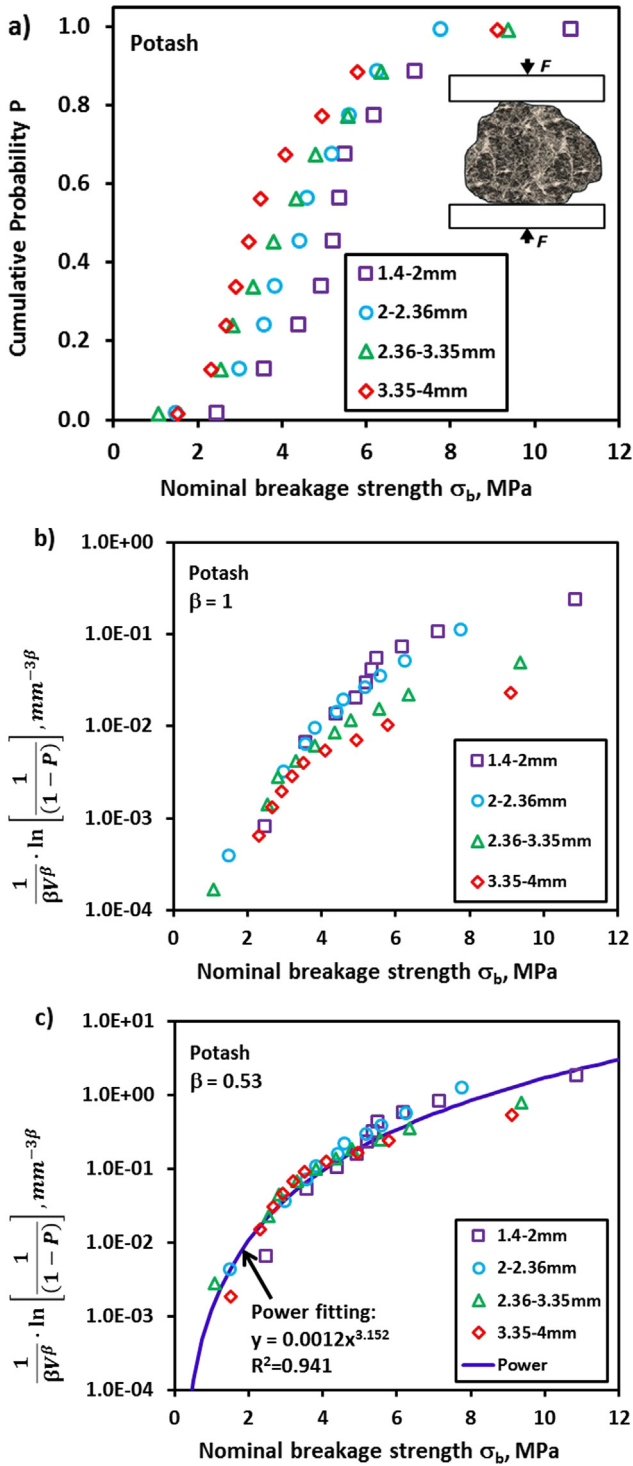 a)
Potash
F
F
1.4-2mm
2-2.36mm
2.36-3.35mm
3.35-4mm
Cumulative Probability P
1.0
0.8
0.6
0.4
0.2
0.0
0 2 4 6 8 10 12
Nominal breakage strength σb, MPa
b)
Potash
β = 1
1.4-2mm
2-2.36mm
2.36-3.35mm
3.35-4mm
1/βV^β · ln[1/(1 − P)], mm^−3β
1.0E+00
1.0E-01
1.0E-02
1.0E-03
1.0E-04
0 2 4 6 8 10 12
Nominal breakage strength σb, MPa
c)
Potash
β = 0.53
Power fitting:
y = 0.0012x^3.152
R²=0.941
1.4-2mm
2-2.36mm
2.36-3.35mm
3.35-4mm
Power
1/βV^β · ln[1/(1 − P)], mm^−3β
1.0E+01
1.0E+00
1.0E-01
1.0E-02
1.0E-03
1.0E-04
0 2 4 6 8 10 12
Nominal breakage strength σb, MPa